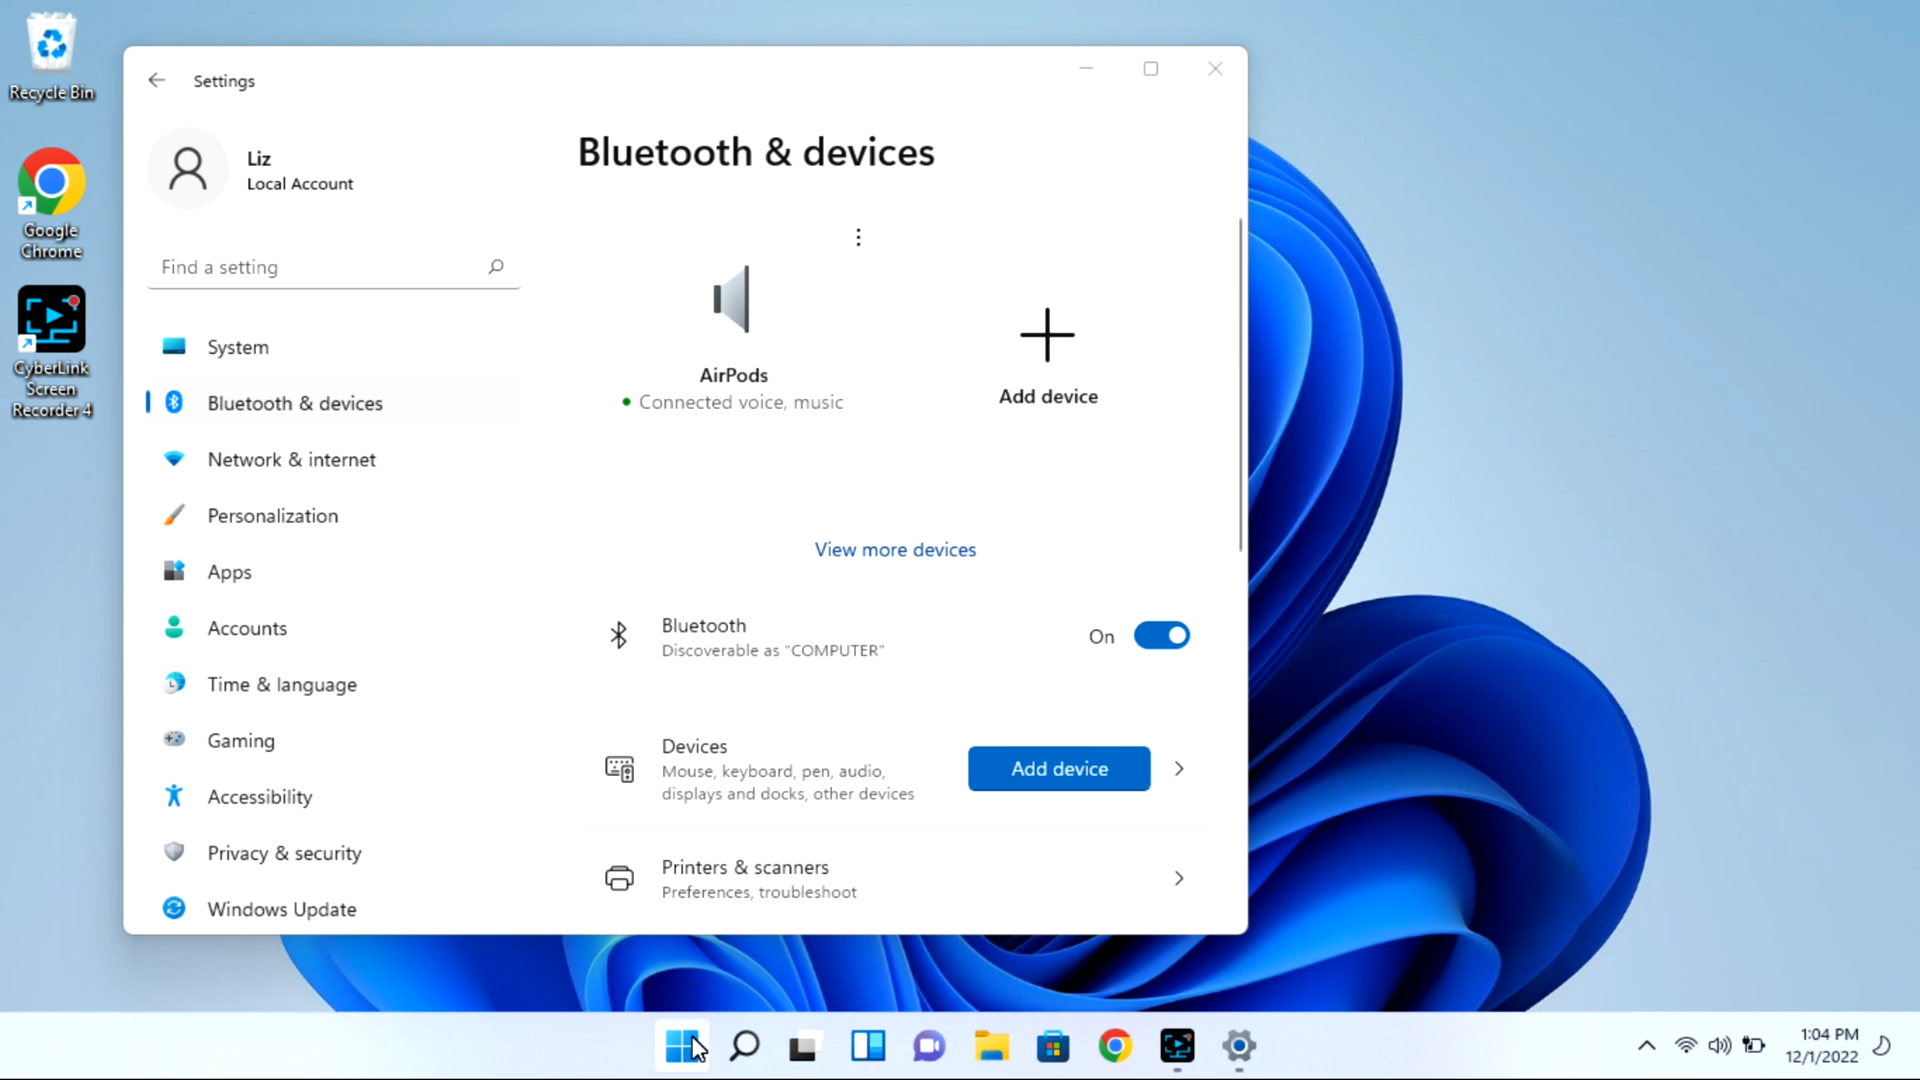 Recycle Bin
Google
Chrome
CyberLink
Screen
Recorder 4
Settings
Liz
Local Account
Find a setting
System
Bluetooth & devices
Network & internet
Personalization
Apps
Accounts
Time & language
Gaming
Accessibility
Privacy & security
Windows Update
Bluetooth & devices
AirPods
Connected voice, music
Add device
View more devices
Bluetooth
Discoverable as “COMPUTER”
On
Devices
Mouse, keyboard, pen, audio,
displays and docks, other devices
Add device
Printers & scanners
Preferences, troubleshoot
1:04 PM
12/1/2022